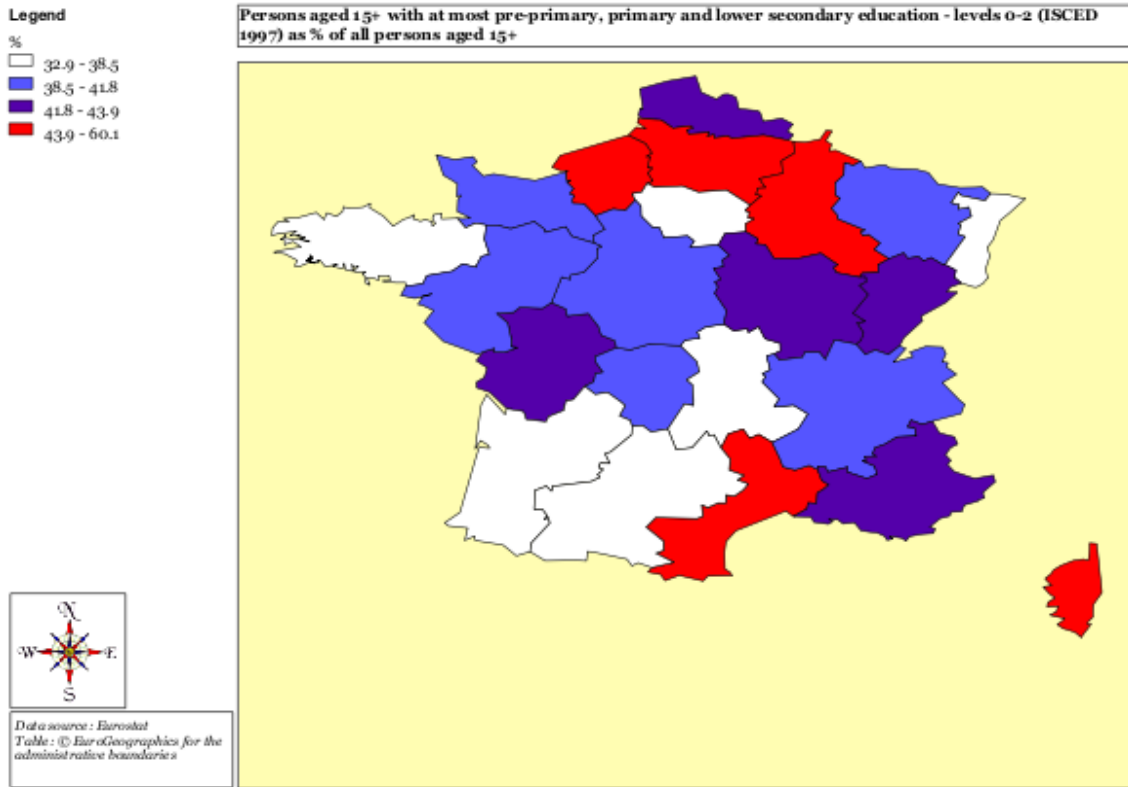 Legend
%
32.9 - 38.5
38.5 - 41.8
41.8 - 43.9
43.9 - 60.1
Persons aged 15+ with at most pre-primary, primary and lower secondary education - levels 0-2 (ISCED
1997) as % of all persons aged 15+
N
W E
S
Data source : Eurostat
Table : © EuroGeographics for the
administrative boundaries